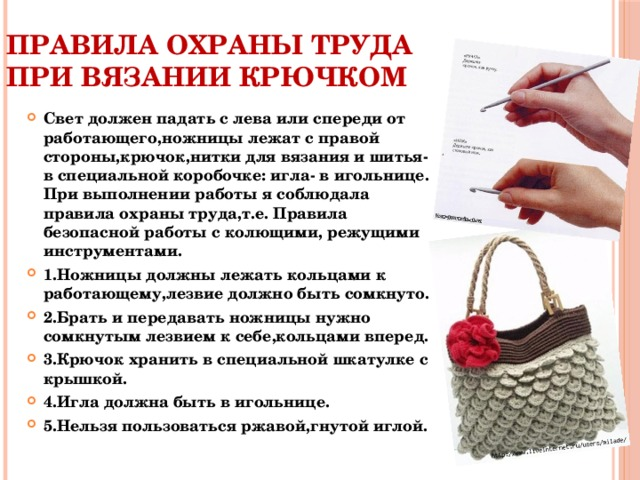 ПРАВИЛА ОХРАНЫ ТРУДА
ПРИ ВЯЗАНИИ КРЮЧКОМ
Свет должен падать с лева или спереди от
работающего,ножницы лежат с правой
стороны,крючок,нитки для вязания и шитья-
в специальной коробочке: игла- в игольнице.
При выполнении работы я соблюдала
правила охраны труда,т.е. Правила
безопасной работы с колющими, режущими
инструментами.
1.Ножницы должны лежать кольцами к
работающему,лезвие должно быть сомкнуто.
2.Брать и передавать ножницы нужно
сомкнутым лезвием к себе,кольцами вперед.
3.Крючок хранить в специальной шкатулке с
крышкой.
4.Игла должна быть в игольнице.
5.Нельзя пользоваться ржавой,гнутой иглой.